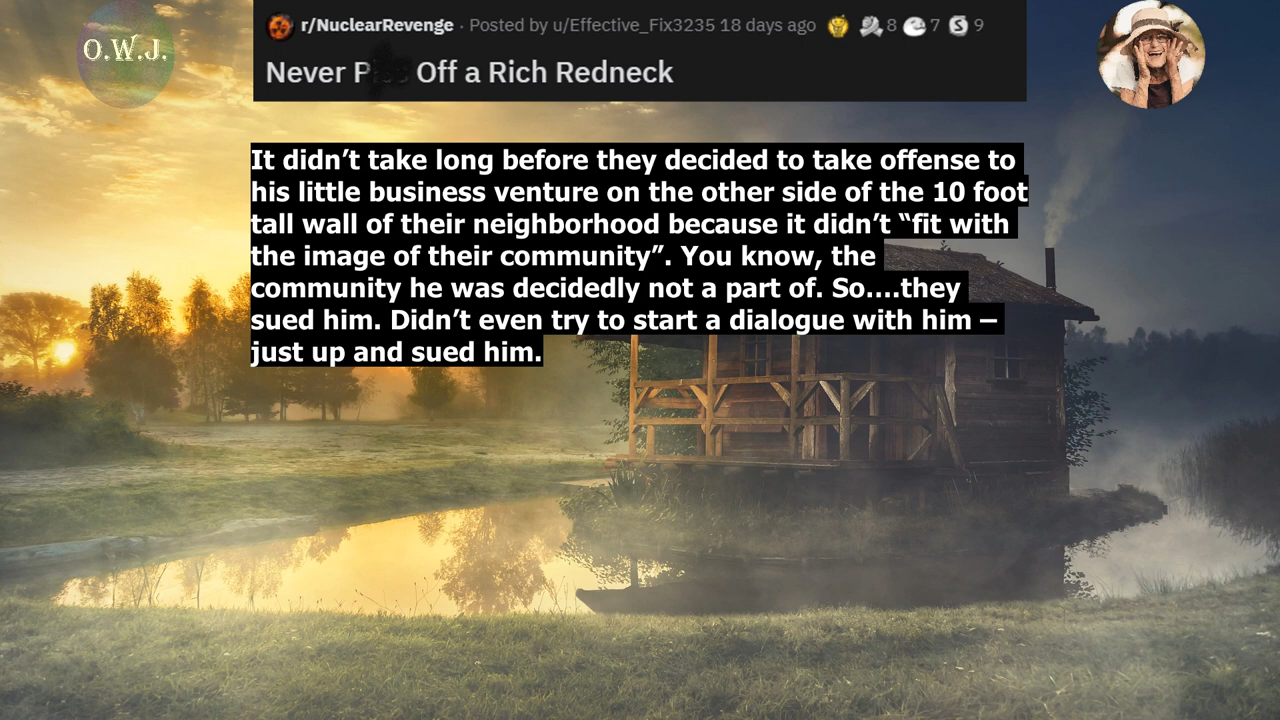 O.W.J.
r/NuclearRevenge · Posted by u/Effective_Fix3235 18 days ago 8 7 S 9
Never Off a Rich Redneck
It didn’t take long before they decided to take offense to
his little business venture on the other side of the 10 foot
tall wall of their neighborhood because it didn’t “fit with
the image of their community”. You know, the
community he was decidedly not a part of. So....they
sued him. Didn’t even try to start a dialogue with him –
just up and sued him.